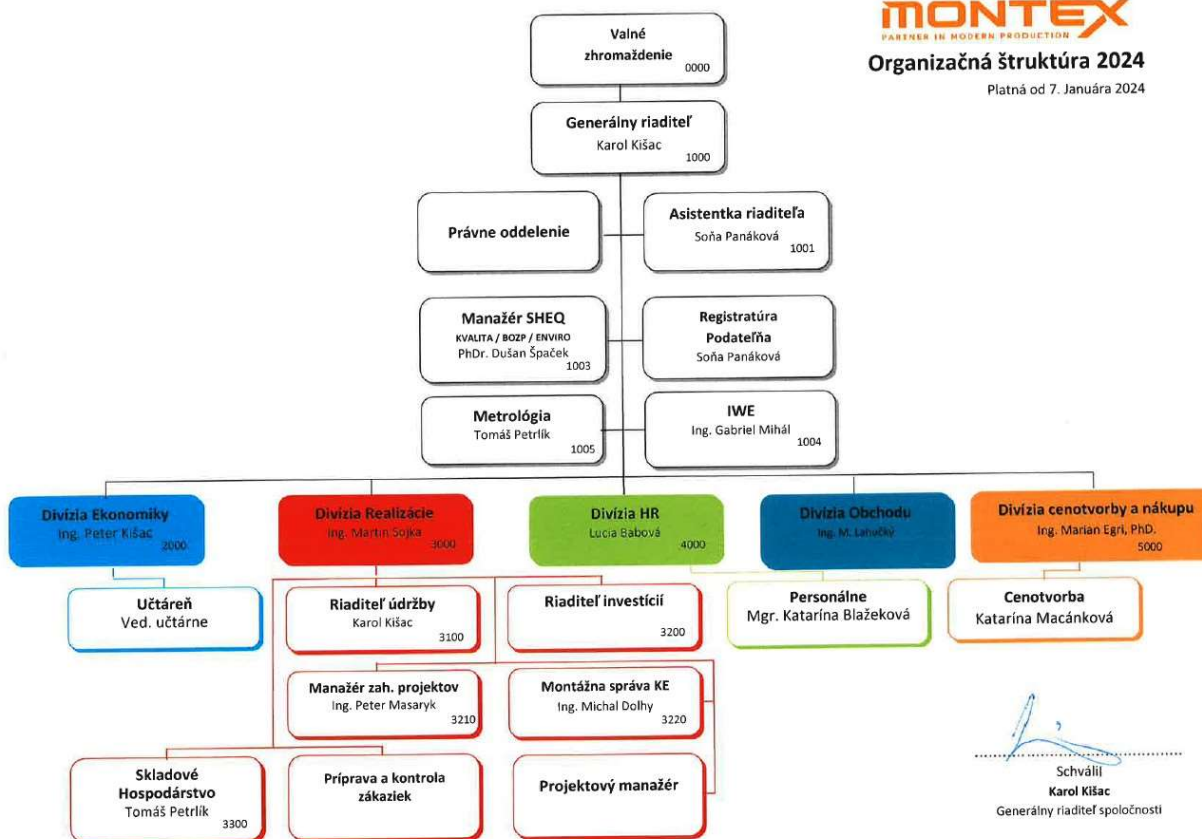 MONTEX
PARTNER IN MODERN PRODUCTION
Organizačná štruktúra 2024
Platná od 7. Januára 2024
Valné
zhromaždenie
0000
Generálny riaditeľ
Karol Kišac
1000
Právne oddelenie
Asistentka riaditeľa
Soňa Panáková
1001
Manažér SHEQ
KVALITA / BOZP / ENVIRO
PhDr. Dušan Špaček
1003
Registratúra
Podateľňa
Soňa Panáková
Metrológia
Tomáš Petrlík
1005
IWE
Ing. Gabriel Mihál
1004
Divízia Ekonomiky
Ing. Peter Kišac
2000
Divízia Realizácie
Ing. Martin Sojka
3000
Divízia HR
Lucia Babová
4000
Divízia Obchodu
Ing. M. Lahučký
Divízia cenotvorby a nákupu
Ing. Marian Egri, PhD.
5000
Učtáreň
Ved. učtárne
Riaditeľ údržby
Karol Kišac
3100
Riaditeľ investícií
3200
Personálne
Mgr. Katarína Blažeková
Cenotvorba
Katarína Macánková
Manažér zah. projektov
Ing. Peter Masaryk
3210
Montážna správa KE
Ing. Michal Dolhy
3220
Skladové
Hospodárstvo
Tomáš Petrlík
3300
Príprava a kontrola
zákaziek
Projektový manažér
Schválil
Karol Kišac
Generálny riaditeľ spoločnosti